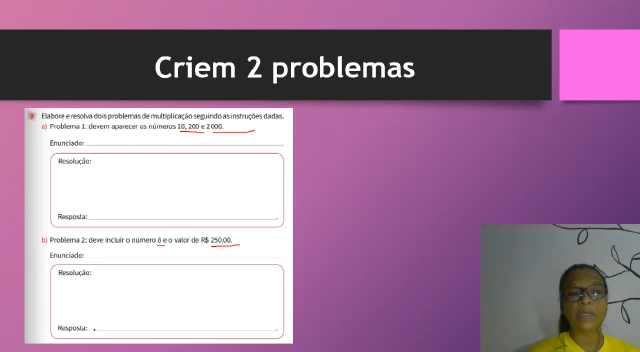 Criem 2 problemas
9 Elabore e resolva dois problemas de multiplicação seguindo as instruções dadas.
a) Problema 1: devem aparecer os números 10, 200 e 2 000.
Enunciado:
Resolução:
Resposta:
b) Problema 2: deve incluir o número 8 e o valor de R$ 250,00.
Enunciado:
Resolução:
Resposta: